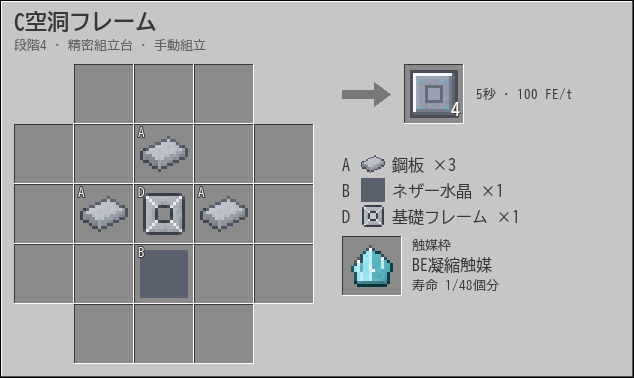 C空洞フレーム
段階4 · 精密組立台 · 手動組立
A
A
D
A
B
4
5秒 · 100 FE/t
A 鋼板 ×3
B ネザー水晶 ×1
D 基礎フレーム ×1
触媒枠
BE凝縮触媒
寿命 1/48個分